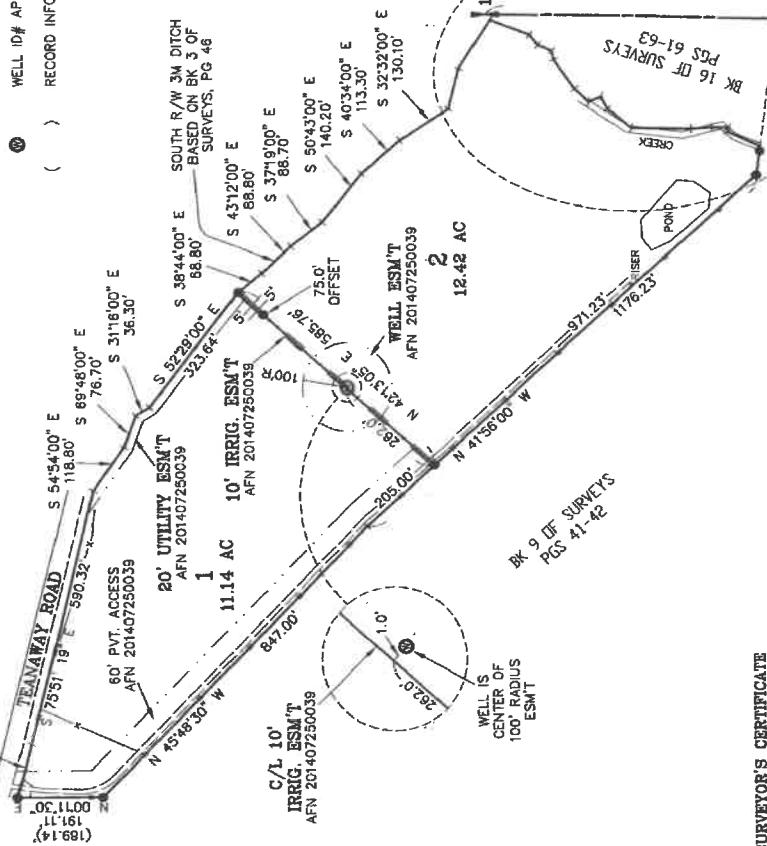 WELL ID# AP
( ) RECORD INFO
SOUTH R/W 3M DITCH
BASED ON BK 3 OF
SURVEYS, PG 46
TEANAWAY ROAD
S 75°51' 19" E 590.32'
S 54°54'00" E
118.80'
S 69°48'00" E
76.70'
S 31°16'00" E
36.30'
S 52°29'00" E
323.64'
S 38°44'00" E
68.80'
S 43°12'00" E
88.80'
S 37°19'00" E
88.70'
S 50°43'00" E
140.20'
S 40°34'00" E
113.30'
S 32°32'00" E
130.10'
(189.14)'
191.11
00°11'30"
60' PVT. ACCESS
AFN 201407250039
20' UTILITY ESM'T
AFN 201407250039
1
11.14 AC
10' IRRIG. ESM'T
AFN 201407250039
5'
5'
75.0'
OFFSET
100'R
(585.76')
N 42°13'05" E
262.0'
WELL ESM'T
AFN 201407250039
2
12.42 AC
N 45°48'30" W
847.00'
205.00'
N 41°56'00" W
971.23'
1176.23'
RISER
POND
CREEK
BK 16 OF SURVEYS
PGS 61-63
BK 9 OF SURVEYS
PGS 41-42
C/L 10'
IRRIG. ESM'T
AFN 201407250039
1.0'
262.0'
WELL IS
CENTER OF
100' RADIUS
ESM'T
SURVEYOR'S CERTIFICATE